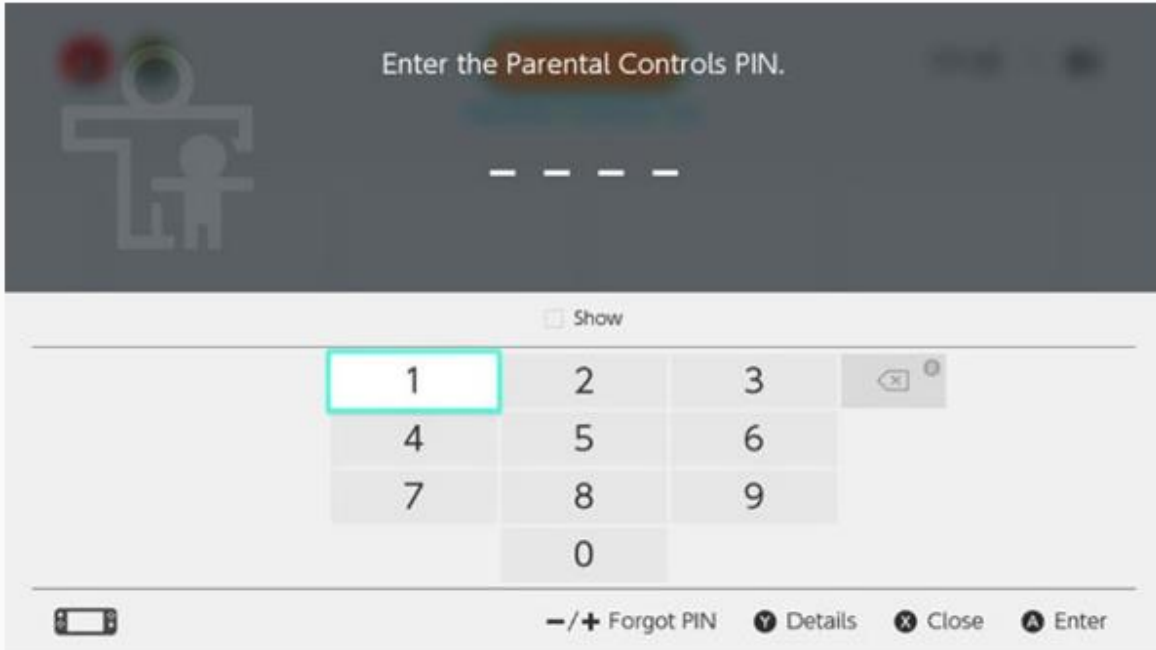 Enter the Parental Controls PIN.
Show
1 2 3
4 5 6
7 8 9
0
−/+ Forgot PIN Y Details X Close A Enter